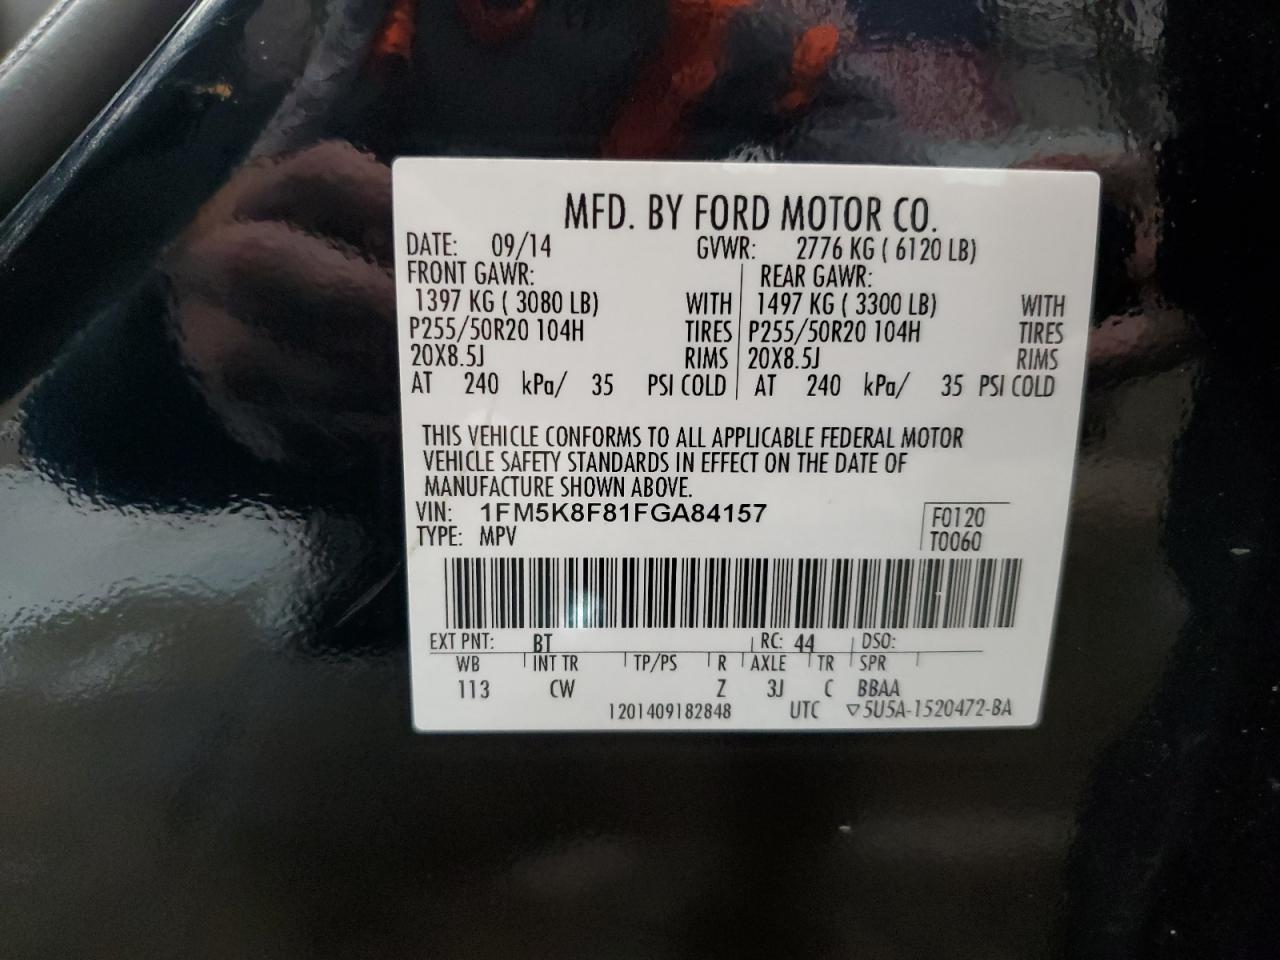 MFD. BY FORD MOTOR CO.
DATE: 09/14 GVWR: 2776 KG ( 6120 LB)
FRONT GAWR: REAR GAWR:
1397 KG ( 3080 LB) WITH 1497 KG ( 3300 LB) WITH
P255/50R20 104H TIRES P255/50R20 104H TIRES
20X8.5J RIMS 20X8.5J RIMS
AT 240 kPa/ 35 PSI COLD AT 240 kPa/ 35 PSI COLD
THIS VEHICLE CONFORMS TO ALL APPLICABLE FEDERAL MOTOR
VEHICLE SAFETY STANDARDS IN EFFECT ON THE DATE OF
MANUFACTURE SHOWN ABOVE.
VIN: 1FM5K8F81FGA84157 F0120
TYPE: MPV T0060
EXT PNT: BT RC: 44 DSO:
WB INT TR TP/PS R AXLE TR SPR
113 CW Z 3J C BBAA
1201409182848 UTC ▽5U5A-1520472-BA